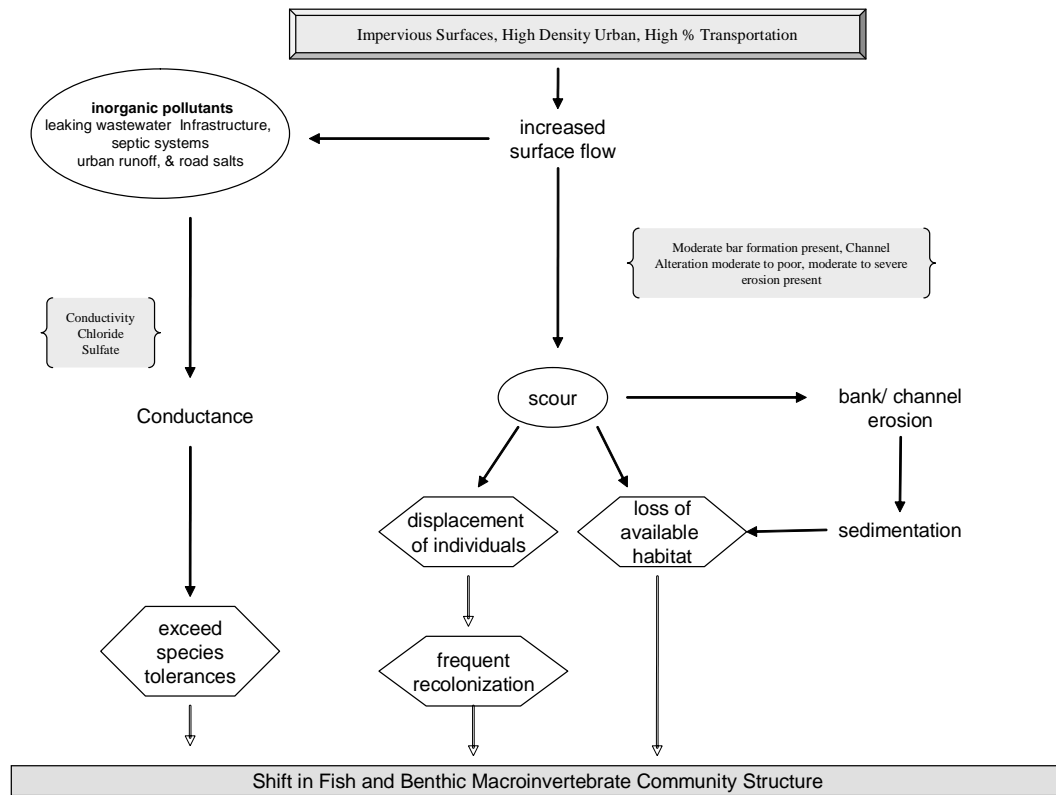 Impervious Surfaces, High Density Urban, High % Transportation
inorganic pollutants
leaking wastewater Infrastructure,
septic systems
urban runoff, & road salts
increased
surface flow
Moderate bar formation present, Channel
Alteration moderate to poor, moderate to severe
erosion present
Conductivity
Chloride
Sulfate
Conductance
scour
bank/ channel
erosion
displacement
of individuals
loss of
available
habitat
sedimentation
exceed
species
tolerances
frequent
recolonization
Shift in Fish and Benthic Macroinvertebrate Community Structure